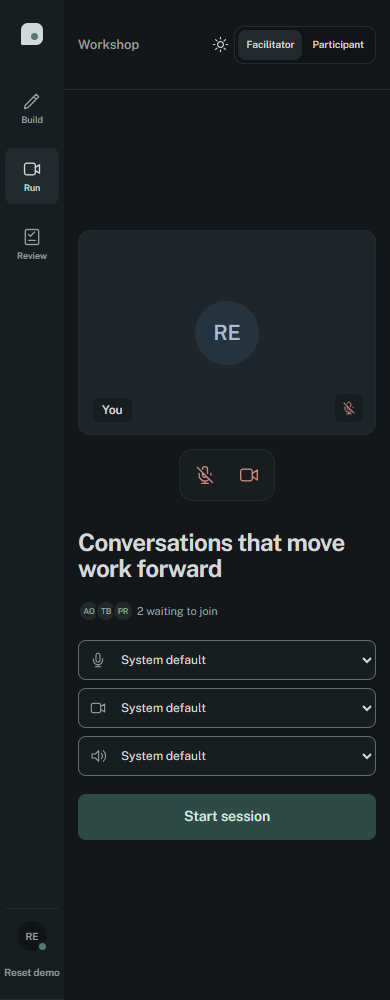 Workshop
Facilitator
Participant
Build
Run
Review
RE
You
Conversations that move
work forward
AO TB PR 2 waiting to join
System default
System default
System default
Start session
RE
Reset demo